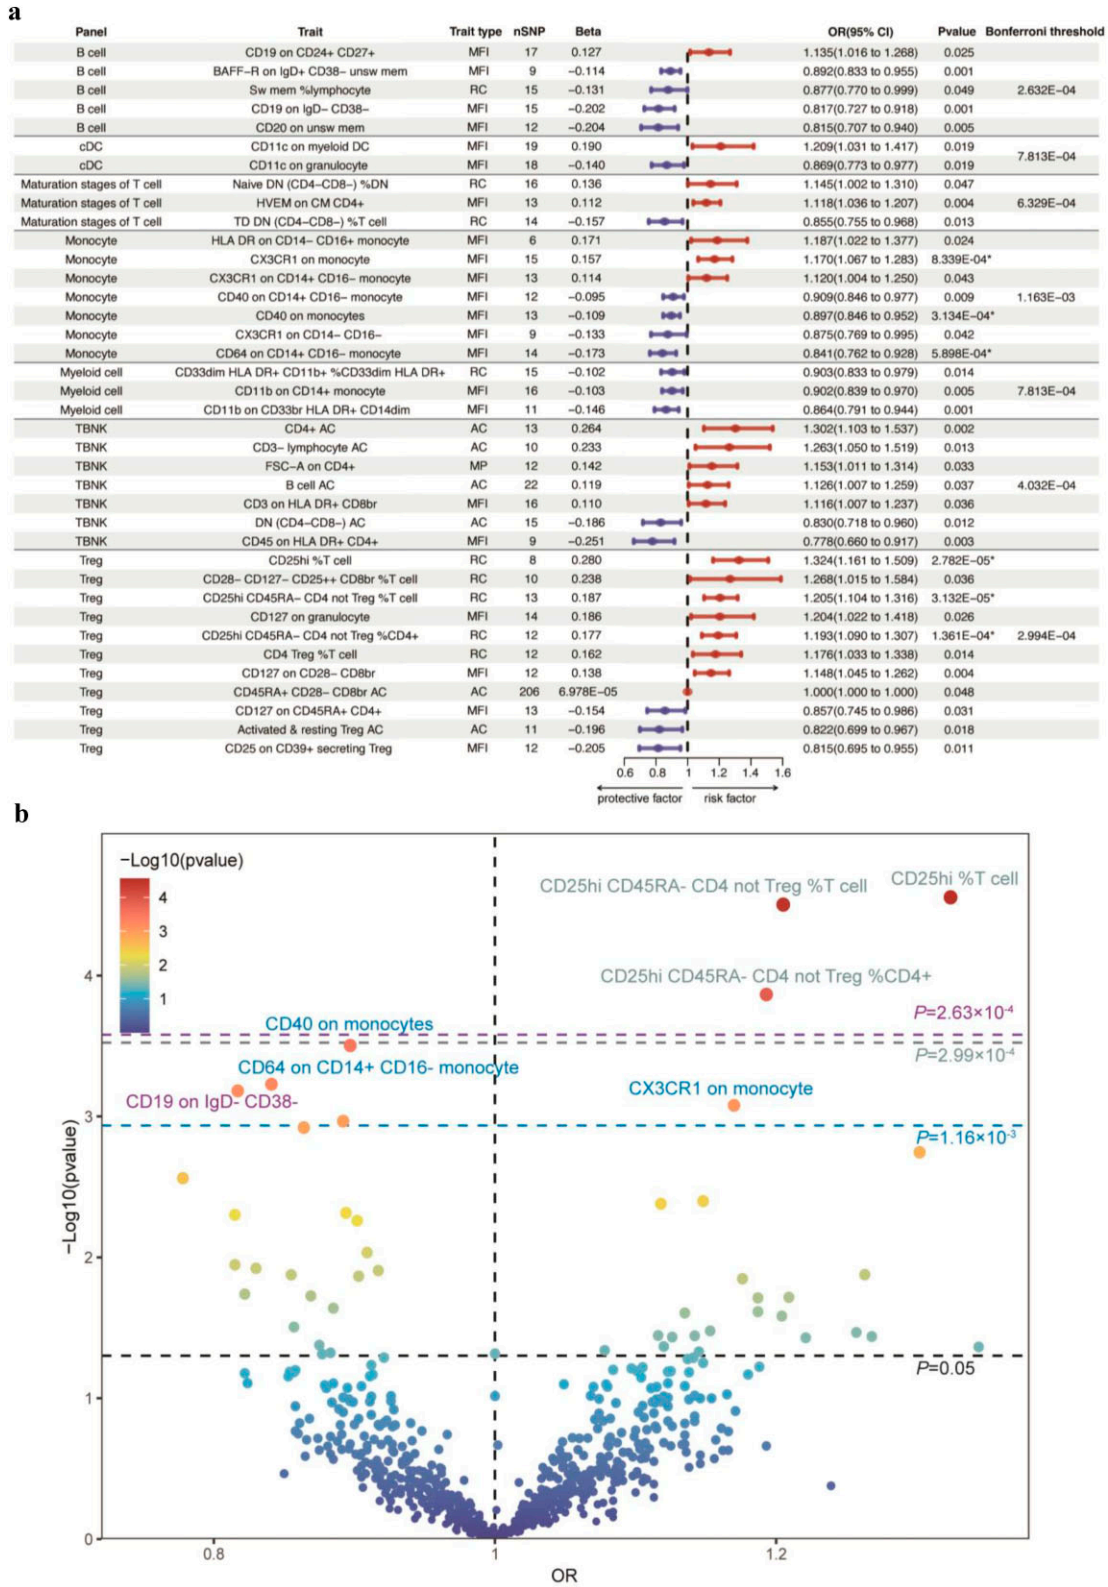 a
Panel Trait Trait type nSNP Beta OR(95% CI) Pvalue Bonferroni threshold
B cell CD19 on CD24+ CD27+ MFI 17 0.127 1.135(1.016 to 1.268) 0.025
B cell BAFF−R on IgD+ CD38− unsw mem MFI 9 −0.114 0.892(0.833 to 0.955) 0.001
B cell Sw mem %lymphocyte RC 15 −0.131 0.877(0.770 to 0.999) 0.049 2.632E−04
B cell CD19 on IgD− CD38− MFI 15 −0.202 0.817(0.727 to 0.918) 0.001
B cell CD20 on unsw mem MFI 12 −0.204 0.815(0.707 to 0.940) 0.005
cDC CD11c on myeloid DC MFI 19 0.190 1.209(1.031 to 1.417) 0.019
7.813E−04
cDC CD11c on granulocyte MFI 18 −0.140 0.869(0.773 to 0.977) 0.019
Maturation stages of T cell Naive DN (CD4−CD8−) %DN RC 16 0.136 1.145(1.002 to 1.310) 0.047
Maturation stages of T cell HVEM on CM CD4+ MFI 13 0.112 1.118(1.036 to 1.207) 0.004 6.329E−04
Maturation stages of T cell TD DN (CD4−CD8−) %T cell RC 14 −0.157 0.855(0.755 to 0.968) 0.013
Monocyte HLA DR on CD14− CD16+ monocyte MFI 6 0.171 1.187(1.022 to 1.377) 0.024
Monocyte CX3CR1 on monocyte MFI 15 0.157 1.170(1.067 to 1.283) 8.339E−04*
Monocyte CX3CR1 on CD14+ CD16− monocyte MFI 13 0.114 1.120(1.004 to 1.250) 0.043
Monocyte CD40 on CD14+ CD16− monocyte MFI 12 −0.095 0.909(0.846 to 0.977) 0.009 1.163E−03
Monocyte CD40 on monocytes MFI 13 −0.109 0.897(0.846 to 0.952) 3.134E−04*
Monocyte CX3CR1 on CD14− CD16− MFI 9 −0.133 0.875(0.769 to 0.995) 0.042
Monocyte CD64 on CD14+ CD16− monocyte MFI 14 −0.173 0.841(0.762 to 0.928) 5.898E−04*
Myeloid cell CD33dim HLA DR+ CD11b+ %CD33dim HLA DR+ RC 15 −0.102 0.903(0.833 to 0.979) 0.014
Myeloid cell CD11b on CD14+ monocyte MFI 16 −0.103 0.902(0.839 to 0.970) 0.005 7.813E−04
Myeloid cell CD11b on CD33br HLA DR+ CD14dim MFI 11 −0.146 0.864(0.791 to 0.944) 0.001
TBNK CD4+ AC AC 13 0.264 1.302(1.103 to 1.537) 0.002
TBNK CD3− lymphocyte AC AC 10 0.233 1.263(1.050 to 1.519) 0.013
TBNK FSC−A on CD4+ MP 12 0.142 1.153(1.011 to 1.314) 0.033
TBNK B cell AC AC 22 0.119 1.126(1.007 to 1.259) 0.037 4.032E−04
TBNK CD3 on HLA DR+ CD8br MFI 16 0.110 1.116(1.007 to 1.237) 0.036
TBNK DN (CD4−CD8−) AC AC 15 −0.186 0.830(0.718 to 0.960) 0.012
TBNK CD45 on HLA DR+ CD4+ MFI 9 −0.251 0.778(0.660 to 0.917) 0.003
Treg CD25hi %T cell RC 8 0.280 1.324(1.161 to 1.509) 2.782E−05*
Treg CD28− CD127− CD25++ CD8br %T cell RC 10 0.238 1.268(1.015 to 1.584) 0.036
Treg CD25hi CD45RA− CD4 not Treg %T cell RC 13 0.187 1.205(1.104 to 1.316) 3.132E−05*
Treg CD127 on granulocyte MFI 14 0.186 1.204(1.022 to 1.418) 0.026
Treg CD25hi CD45RA− CD4 not Treg %CD4+ RC 12 0.177 1.193(1.090 to 1.307) 1.361E−04* 2.994E−04
Treg CD4 Treg %T cell RC 12 0.162 1.176(1.033 to 1.338) 0.014
Treg CD127 on CD28− CD8br MFI 12 0.138 1.148(1.045 to 1.262) 0.004
Treg CD45RA+ CD28− CD8br AC AC 206 6.978E−05 1.000(1.000 to 1.000) 0.048
Treg CD127 on CD45RA+ CD4+ MFI 13 −0.154 0.857(0.745 to 0.986) 0.031
Treg Activated & resting Treg AC AC 11 −0.196 0.822(0.699 to 0.967) 0.018
Treg CD25 on CD39+ secreting Treg MFI 12 −0.205 0.815(0.695 to 0.955) 0.011
0.6 0.8 1 1.2 1.4 1.6
protective factor risk factor
b
−Log10(pvalue)
4
3
2
1
CD25hi CD45RA- CD4 not Treg %T cell
CD25hi %T cell
CD25hi CD45RA- CD4 not Treg %CD4+
P=2.63×10-4
CD40 on monocytes
P=2.99×10-4
CD64 on CD14+ CD16- monocyte
CX3CR1 on monocyte
CD19 on IgD- CD38-
P=1.16×10-3
P=0.05
−Log10(pvalue)
4
3
2
1
0
0.8 1 1.2
OR